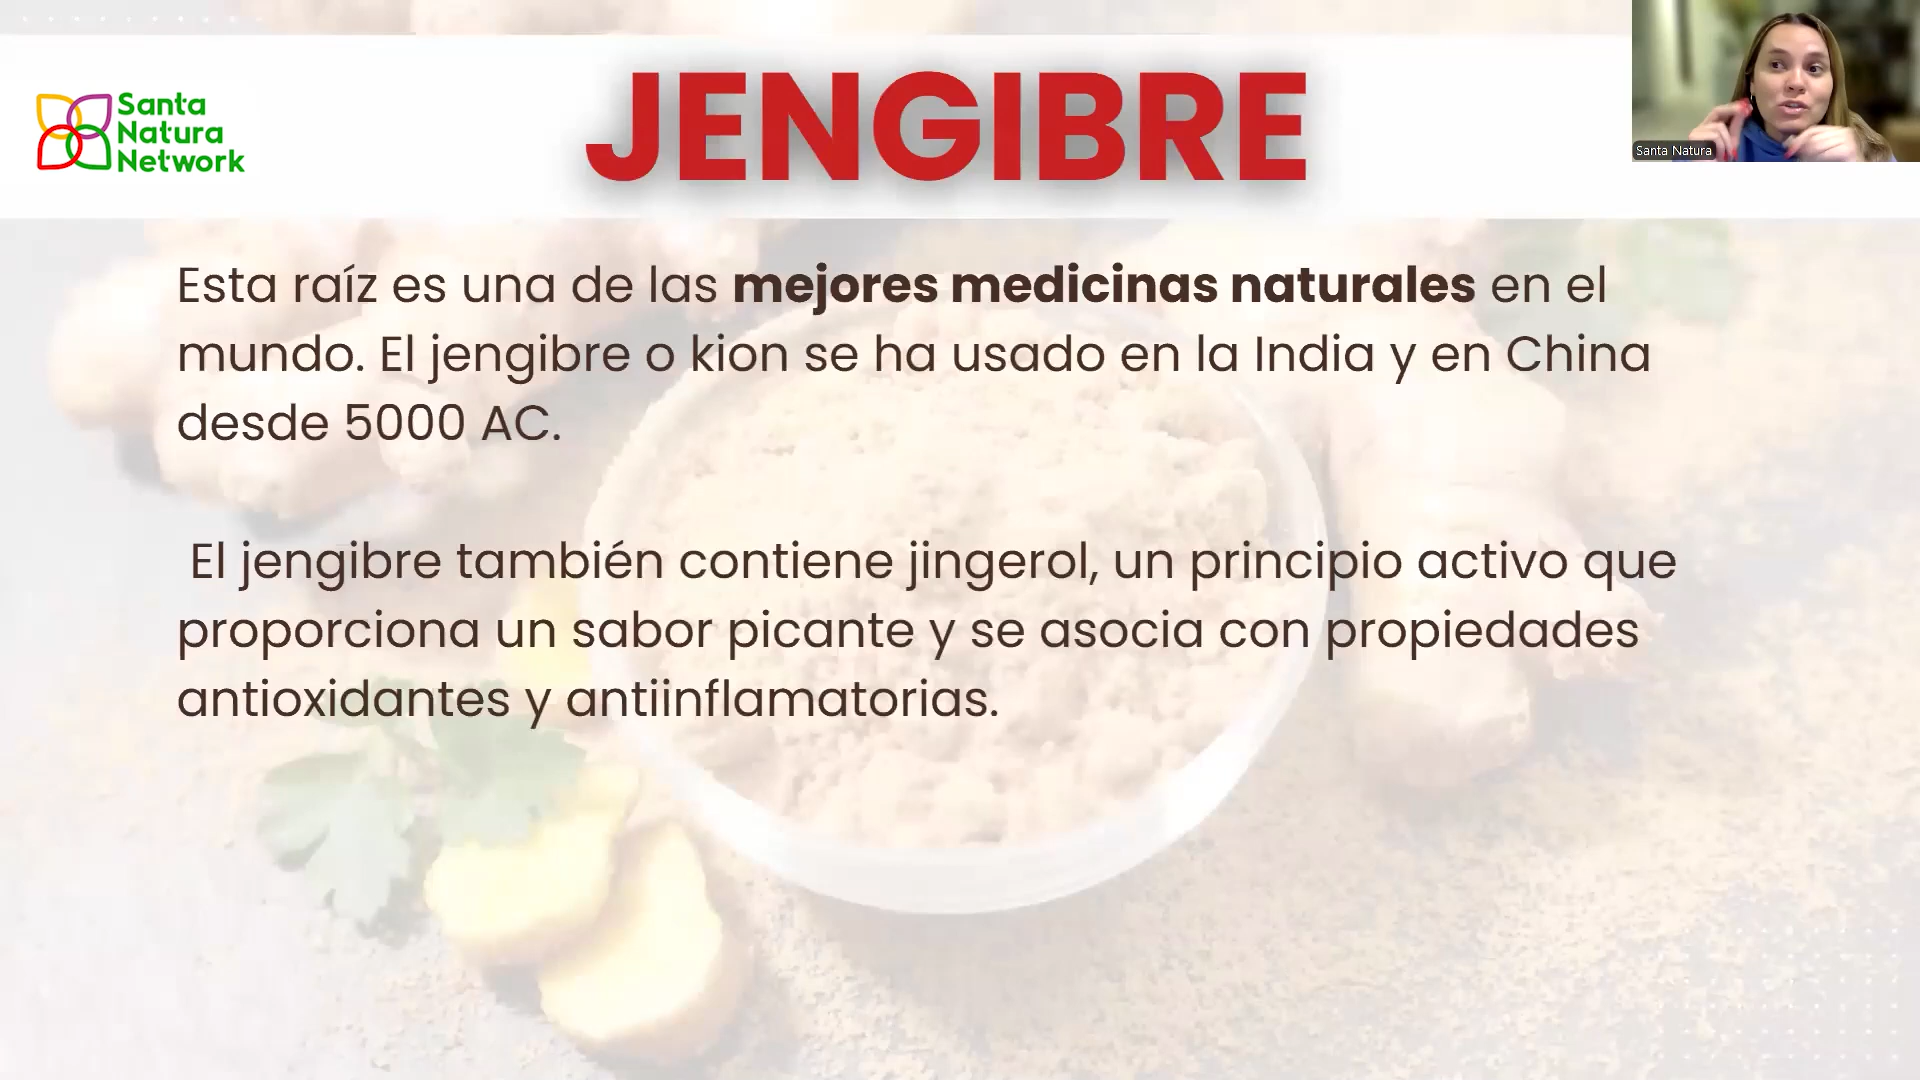 Santa
Natura
Network
JENGIBRE
Santa Natura
Esta raíz es una de las mejores medicinas naturales en el
mundo. El jengibre o kion se ha usado en la India y en China
desde 5000 AC.
El jengibre también contiene jingerol, un principio activo que
proporciona un sabor picante y se asocia con propiedades
antioxidantes y antiinflamatorias.